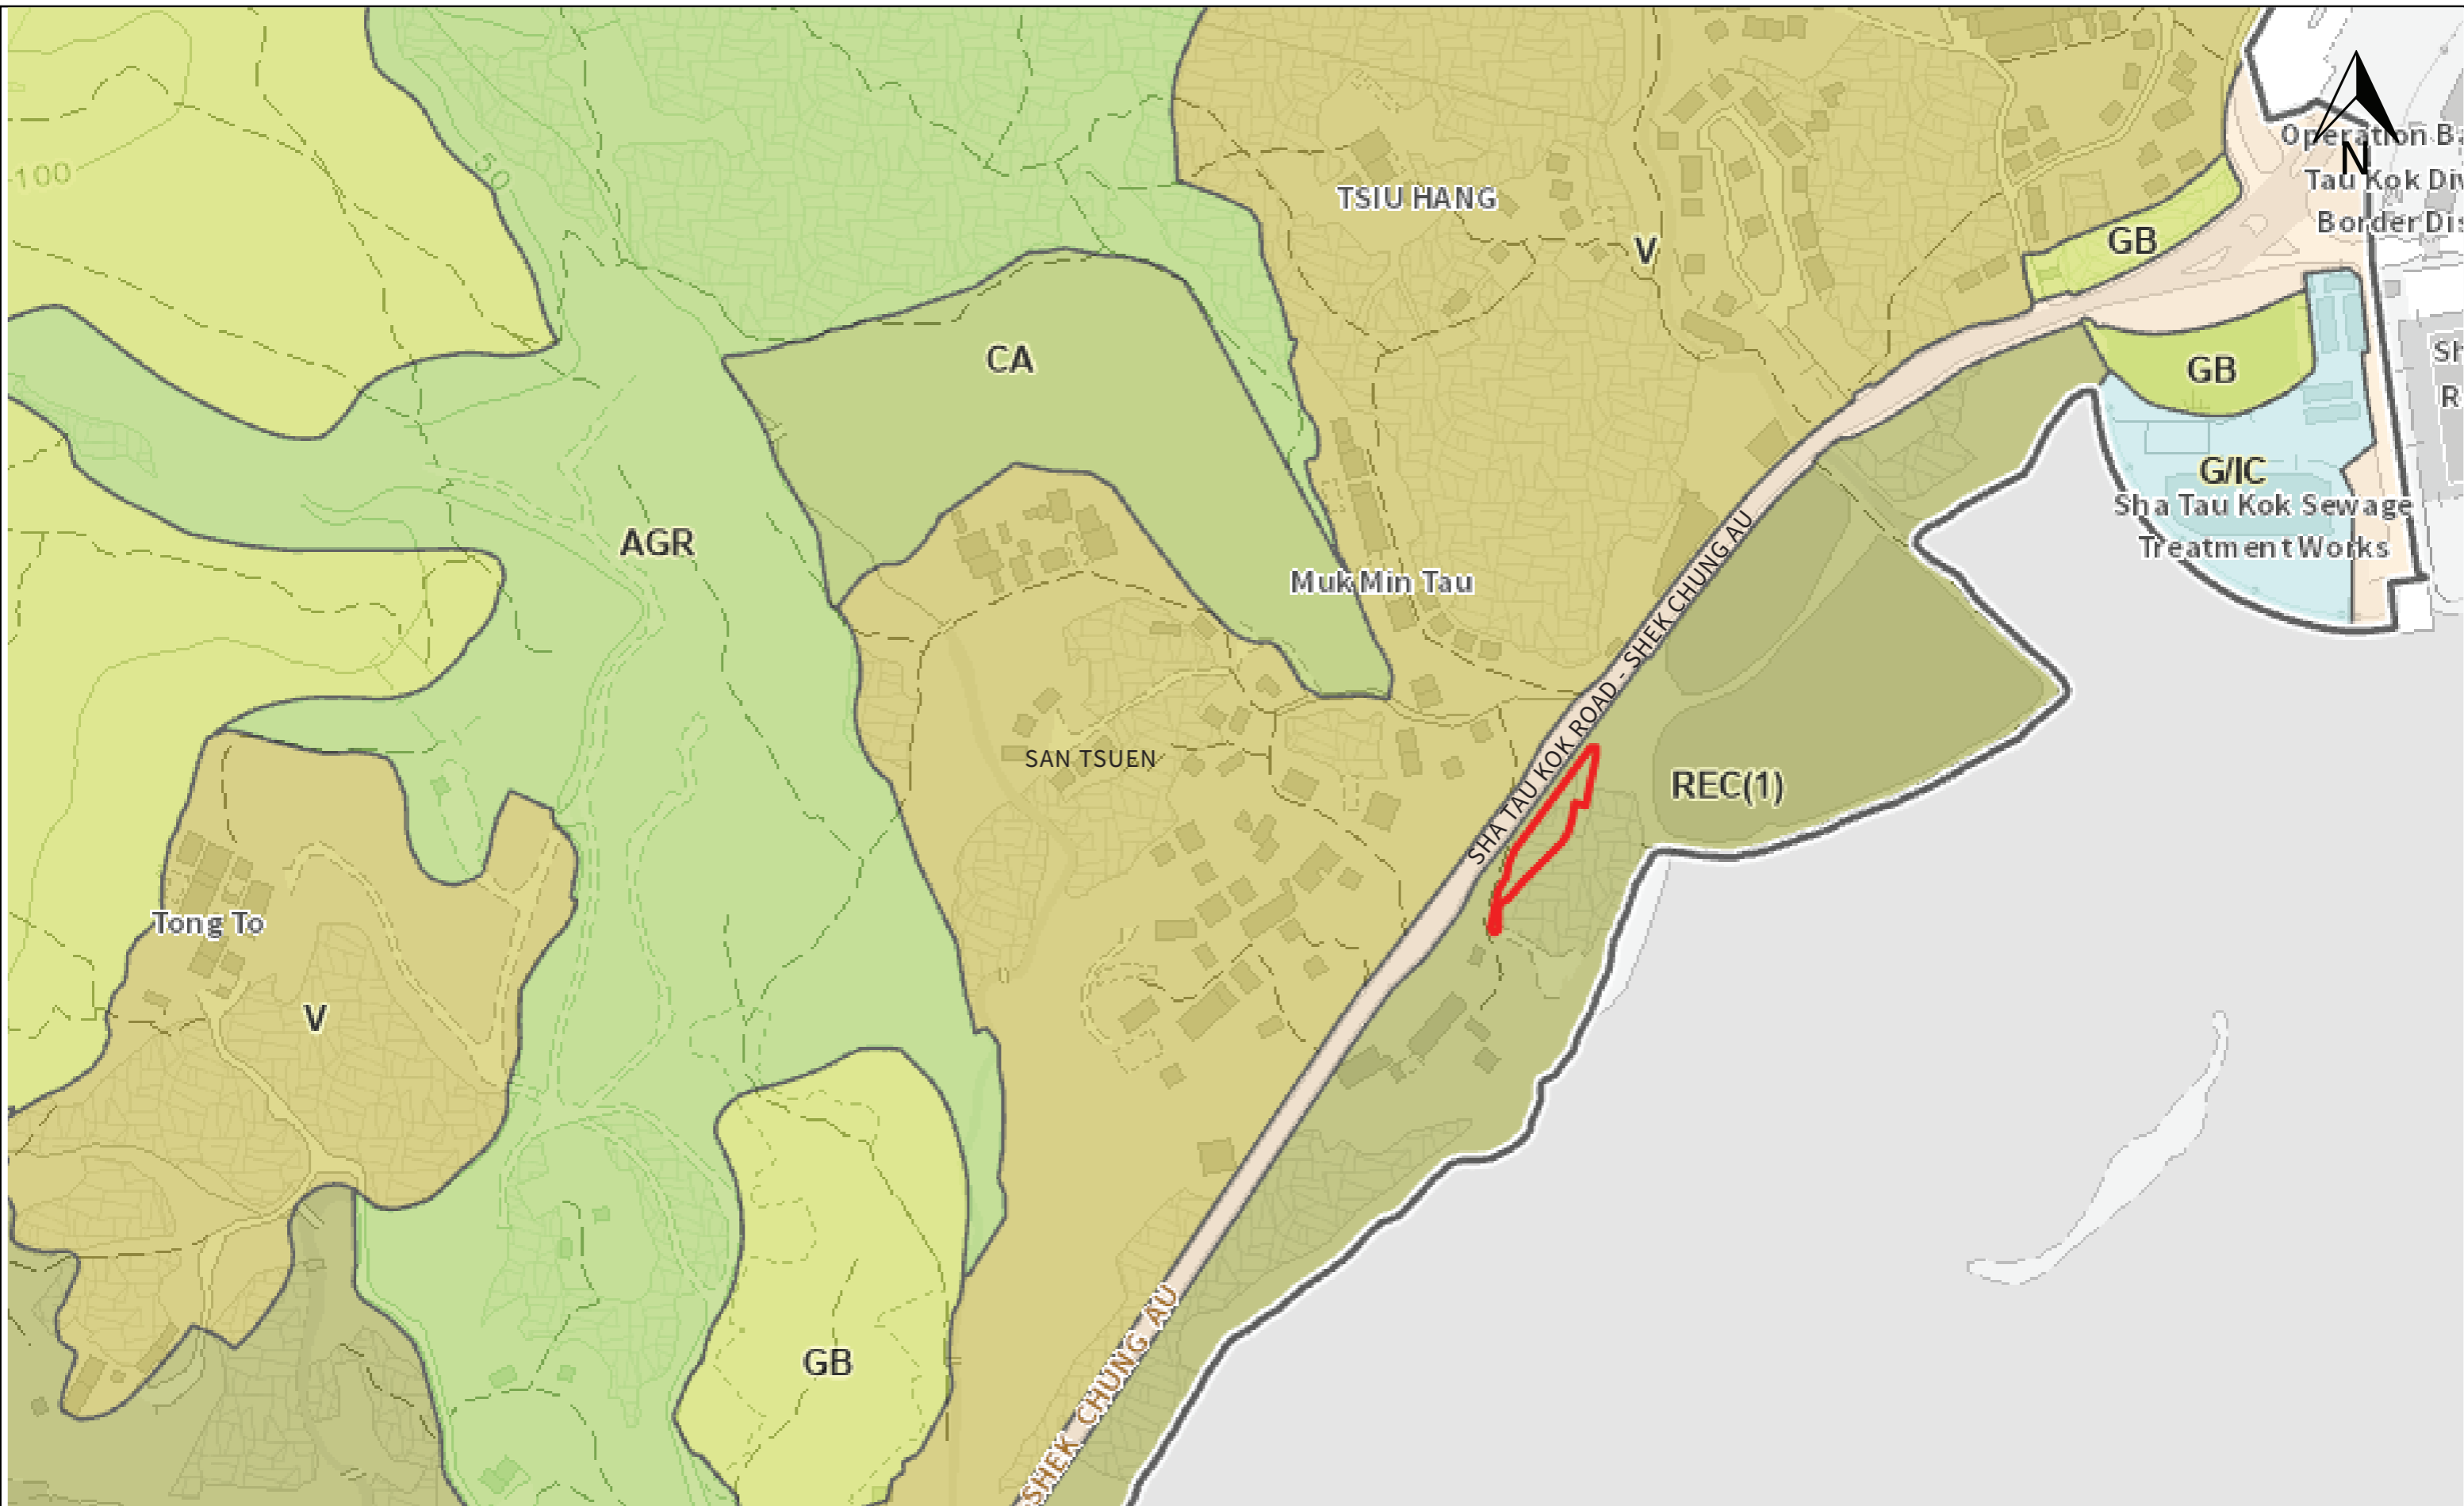 Operation B
N
Tau Kok Di
Border Dis
100
50
TSIU HANG
V
GB
CA
GB
Sh
R
AGR
G/IC
Sha Tau Kok Sewage
Treatment Works
Muk Min Tau
SHA TAU KOK ROAD - SHEK CHUNG AU
SAN TSUEN
REC(1)
Tong To
V
GB
SHEK CHUNG AU